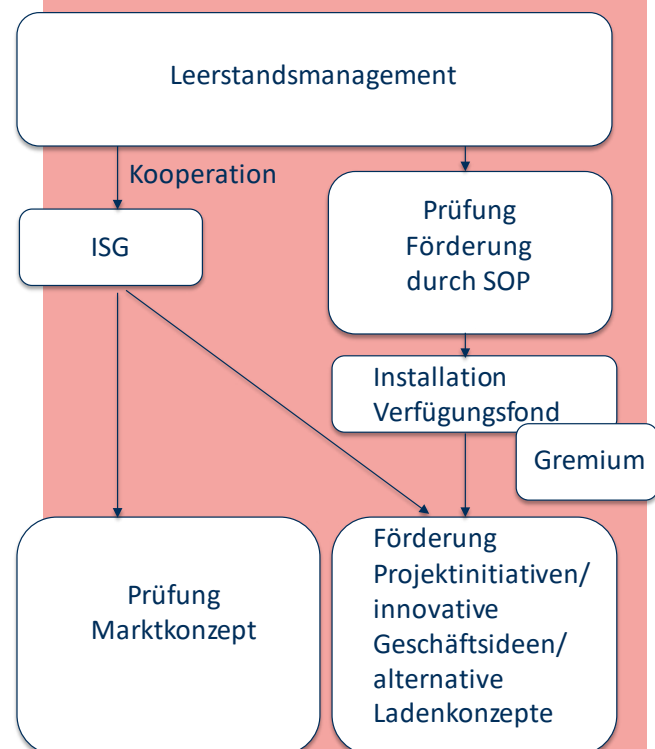 Leerstandsmanagement
Kooperation
ISG
Prüfung
Förderung
durch SOP
Installation
Verfügungsfond
Gremium
Prüfung
Marktkonzept
Förderung
Projektinitiativen/
innovative
Geschäftsideen/
alternative
Ladenkonzepte